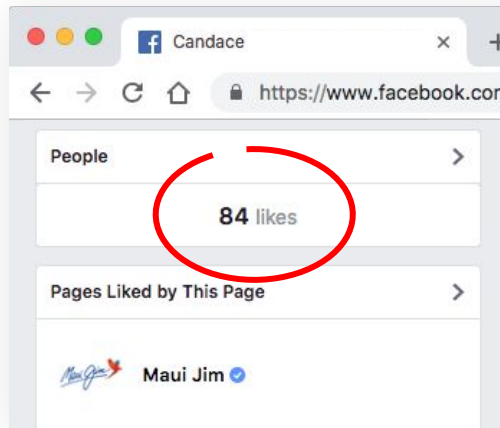 Candace
https://www.facebook.com
People
84 likes
Pages Liked by This Page
Maui Jim
Maui Jim